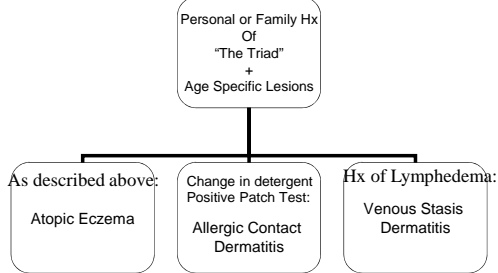 Personal or Family Hx
Of
“The Triad”
+
Age Specific Lesions
As described above:
Atopic Eczema
Change in detergent
Positive Patch Test:
Allergic Contact
Dermatitis
Hx of Lymphedema:
Venous Stasis
Dermatitis